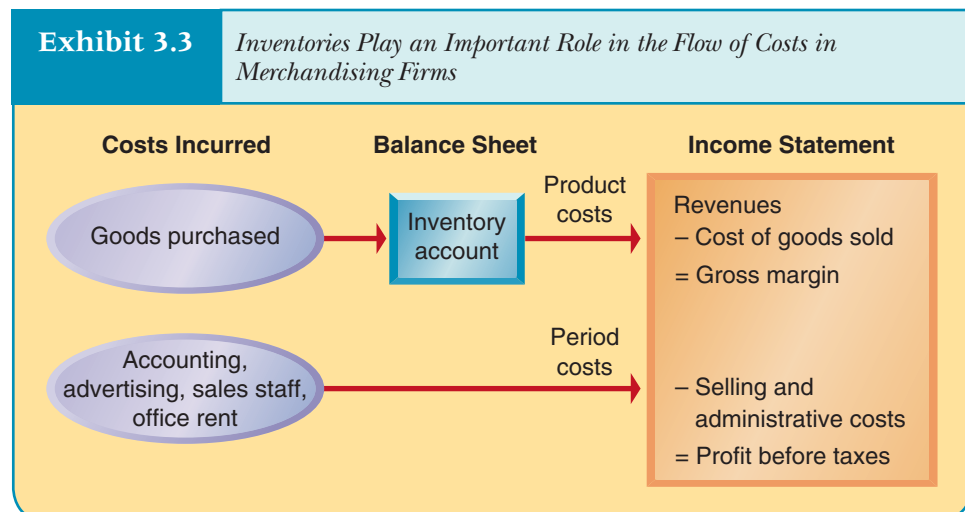 Exhibit 3.3
Inventories Play an Important Role in the Flow of Costs in
Merchandising Firms
Costs Incurred
Balance Sheet
Income Statement
Goods purchased
Inventory
account
Product
costs
Revenues
– Cost of goods sold
= Gross margin
Accounting,
advertising, sales staff,
office rent
Period
costs
– Selling and
administrative costs
= Profit before taxes